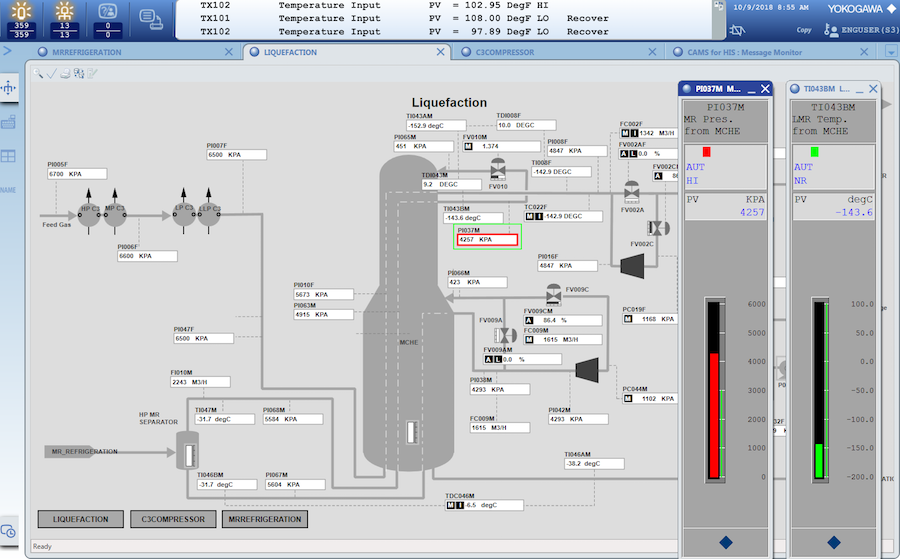 TX102 Temperature Input PV = 102.95 DegF HI
TX101 Temperature Input PV = 108.00 DegF LO Recover
TX102 Temperature Input PV = 97.89 DegF LO Recover
359
359
13
13
0
0
10/9/2018 8:55 AM
YOKOGAWA
Copy
ENGUSER(S3)
MRREFRIGERATION
LIQUEFACTION
C3COMPRESSOR
CAMS for HIS : Message Monitor
NAME
Liquefaction
TI043AM
-152.9 degC
TDI008F
10.0 DEGC
PI065M
451 KPA
FV010M
M 1.374
PI008F
4847 KPA
FC002F
M I 1342 M3/H
FV002AF
A L 0.0 %
PI007F
6500 KPA
PI005F
6700 KPA
TI008F
-142.9 DEGC
A
TDI043M
9.2 DEGC
FV010
FV002A
HP C3
MP C3
LP C3
Feed Gas
TI043BM
-143.6 degC
TC022F
M I -142.9 DEGC
PI037M
4257 KPA
FV002C
PI006F
6600 KPA
PI016F
4847 KPA
PI066M
423 KPA
PI010F
5673 KPA
PI063M
4915 KPA
FV009C
FV009CM
A 86.4 %
FV009A
FC009M
M 1615 M3/H
PC019F
M 1168 KPA
PI047F
6500 KPA
MCHE
FV009AM
A L 0.0 %
FI010M
2243 M3/H
PI038M
4293 KPA
PC044M
M 1102 KPA
HP MR
SEPARATOR
TI047M
-31.7 degC
PI068M
5584 KPA
FC009M
1615 M3/H
PI042M
4293 KPA
MR_REFRIGERATION
TI046AM
-38.2 degC
TI046BM
-31.7 degC
PI067M
5604 KPA
TDC046M
M I -6.5 degC
LIQUEFACTION
C3COMPRESSOR
MRREFRIGERATION
Ready
PI037M M...
PI037M
MR Pres.
from MCHE
AUT
HI
PV KPA
4257
6000
5000
4000
3000
2000
1000
0
TI043BM L...
TI043BM
LMR Temp.
from MCHE
AUT
NR
PV degC
-143.6
100.0
50.0
0.0
-50.0
-100.0
-150.0
-200.0